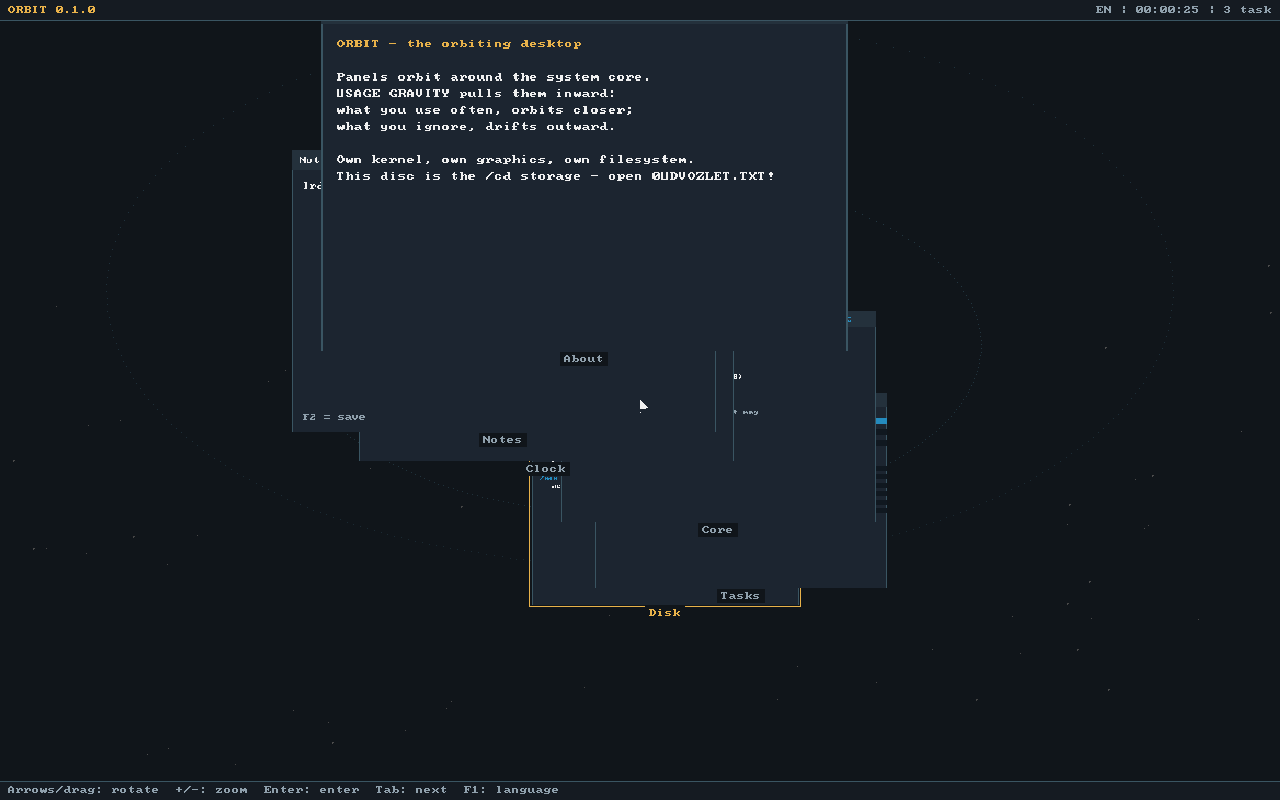 ORBIT 0.1.0
EN | 00:00:25 | 3 task
ORBIT - the orbiting desktop
Panels orbit around the system core.
USAGE GRAVITY pulls them inward:
what you use often, orbits closer;
what you ignore, drifts outward.
Own kernel, own graphics, own filesystem.
This disc is the /cd storage - open 0UDVOZLET.TXT!
Not
F2 = save
About
Notes
Clock
Core
Tasks
Disk
Arrows/drag: rotate +/-: zoom Enter: enter Tab: next F1: language